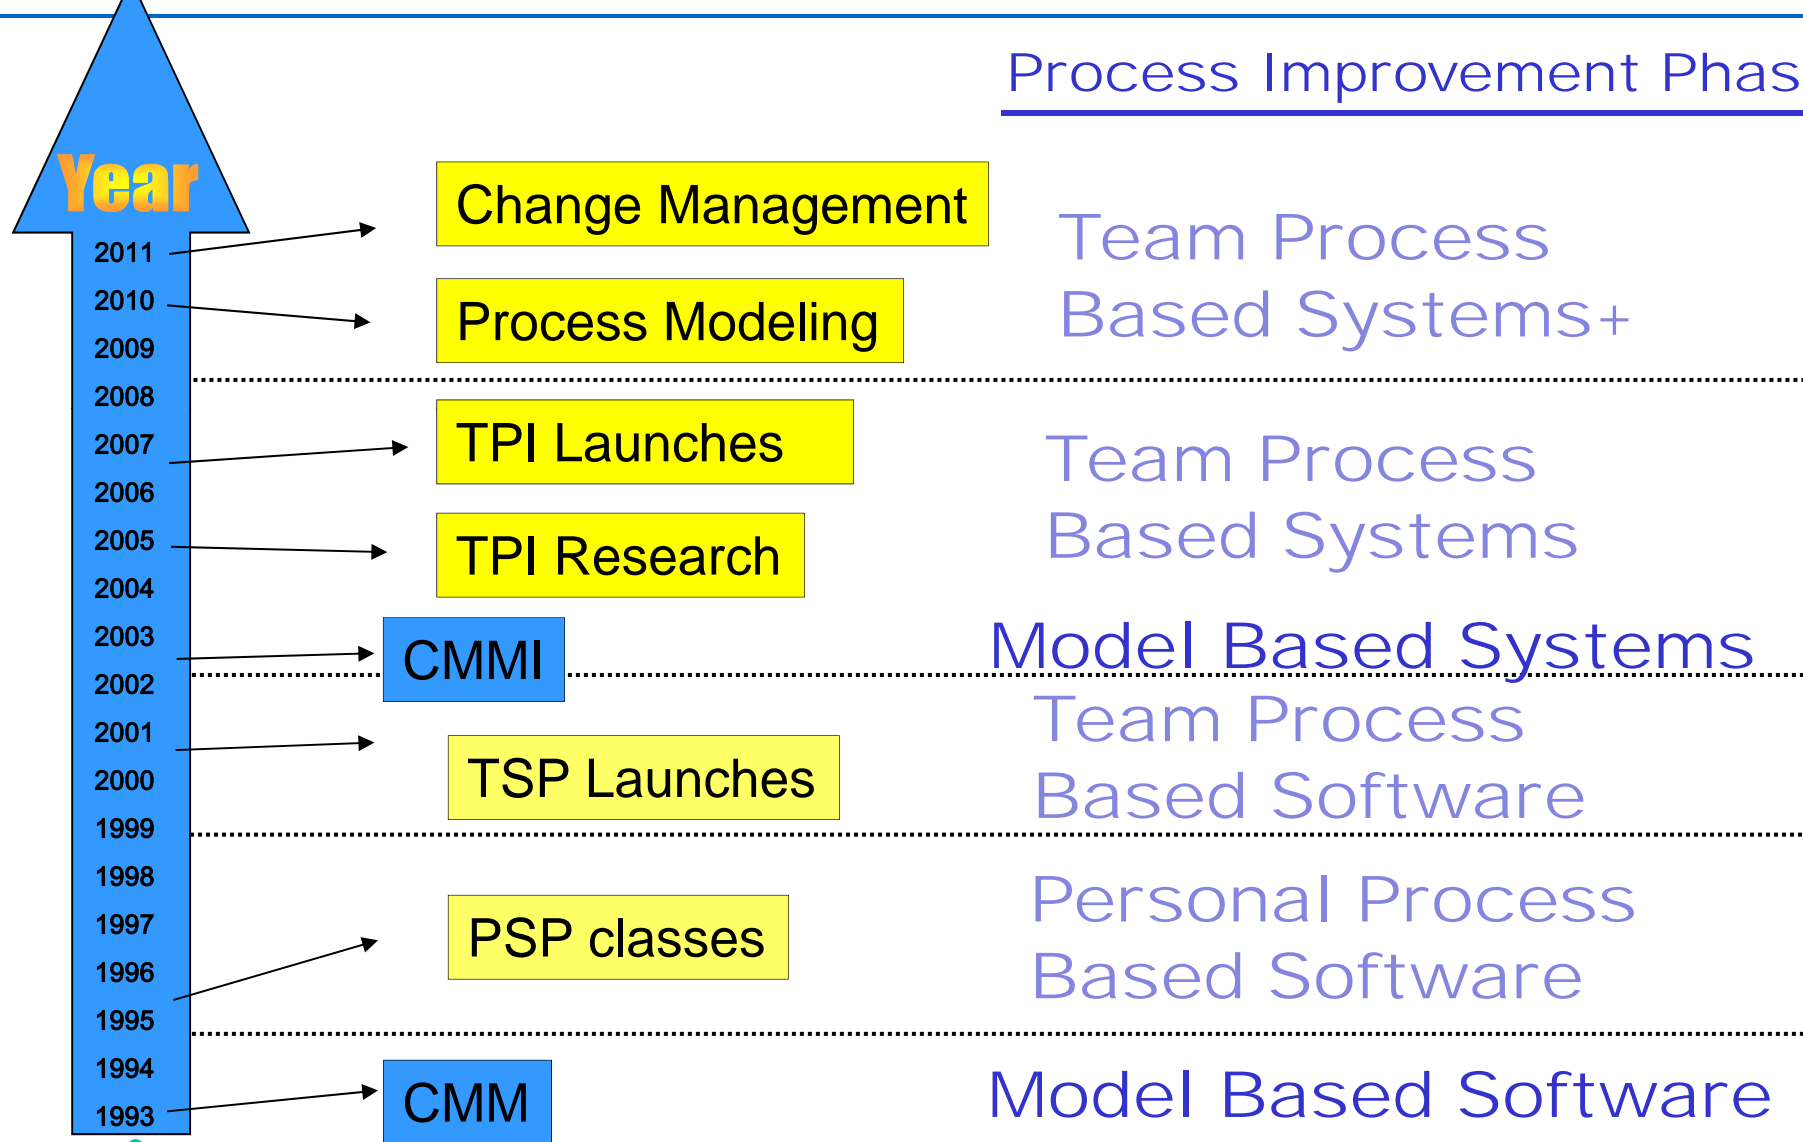 Process Improvement Phas
Year
Change Management
Team Process
Based Systems+
2011
2010
Process Modeling
2009
2008
TPI Launches
Team Process
Based Systems
2007
2006
2005
TPI Research
2004
2003
CMMI
Model Based Systems
2002
2001
TSP Launches
Team Process
Based Software
2000
1999
1998
1997
PSP classes
Personal Process
Based Software
1996
1995
1994
1993
CMM
Model Based Software